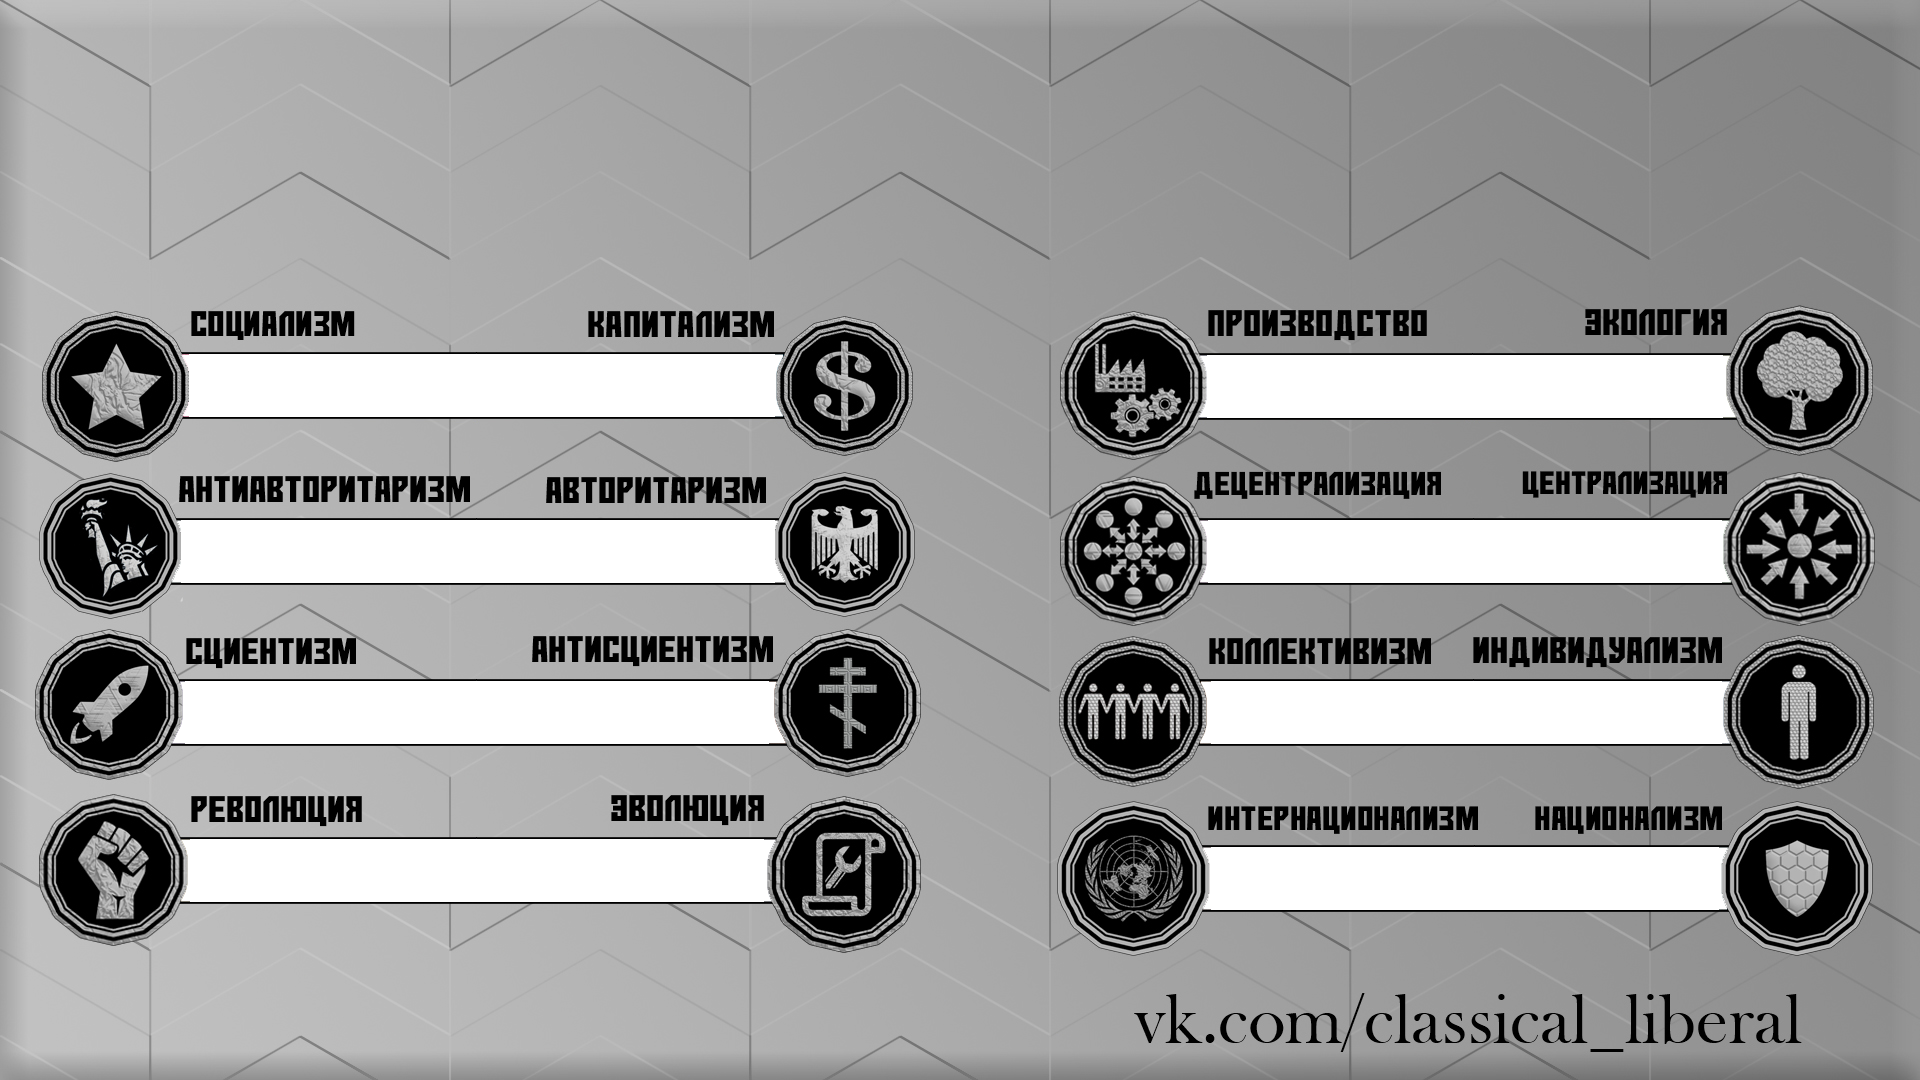 СОЦИАЛИЗМ КАПИТАЛИЗМ
АНТИАВТОРИТАРИЗМ АВТОРИТАРИЗМ
СЦИЕНТИЗМ АНТИСЦИЕНТИЗМ
РЕВОЛЮЦИЯ ЭВОЛЮЦИЯ
ПРОИЗВОДСТВО ЭКОЛОГИЯ
ДЕЦЕНТРАЛИЗАЦИЯ ЦЕНТРАЛИЗАЦИЯ
КОЛЛЕКТИВИЗМ ИНДИВИДУАЛИЗМ
ИНТЕРНАЦИОНАЛИЗМ НАЦИОНАЛИЗМ
vk.com/classical_liberal